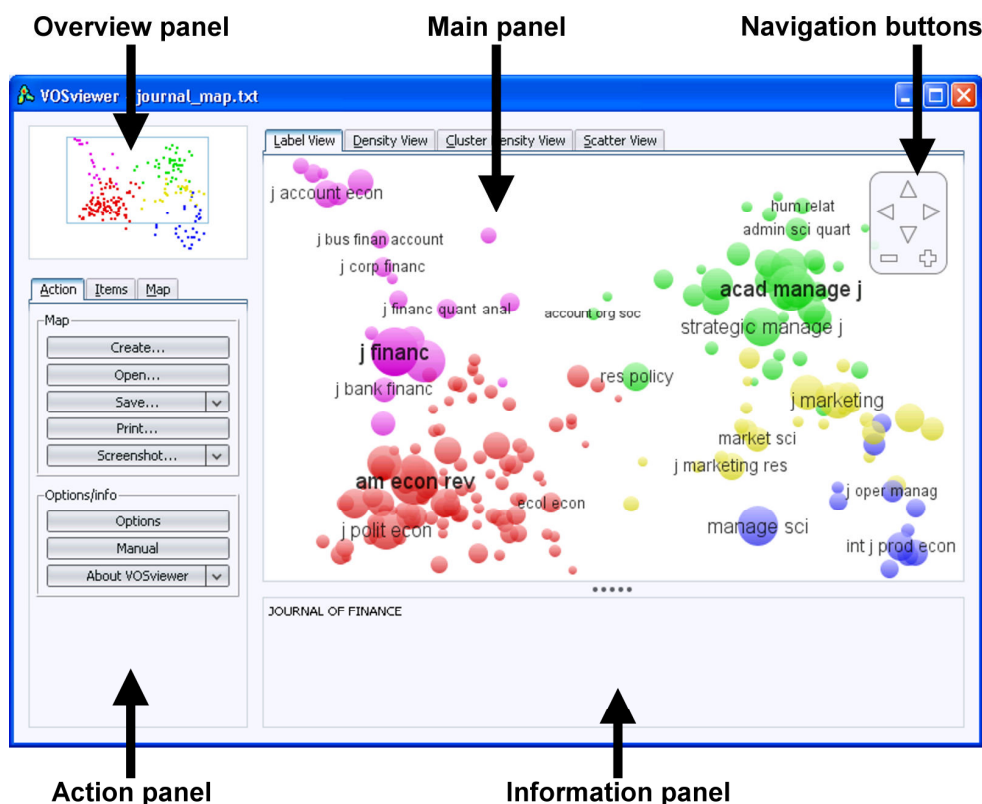 Overview panel
Main panel
Navigation buttons
VOSviewer - journal_map.txt
Label View
Density View
Cluster Density View
Scatter View
j account econ
hum relat
admin sci quart
j bus finan account
j corp financ
acad manage j
j financ quant anal
account org soc
strategic manage j
j financ
res policy
j bank financ
j marketing
market sci
j marketing res
am econ rev
ecol econ
j oper manag
j polit econ
manage sci
int j prod econ
Action
Items
Map
Map
Create...
Open...
Save...
Print...
Screenshot...
Options/info
Options
Manual
About VOSviewer
JOURNAL OF FINANCE
Action panel
Information panel